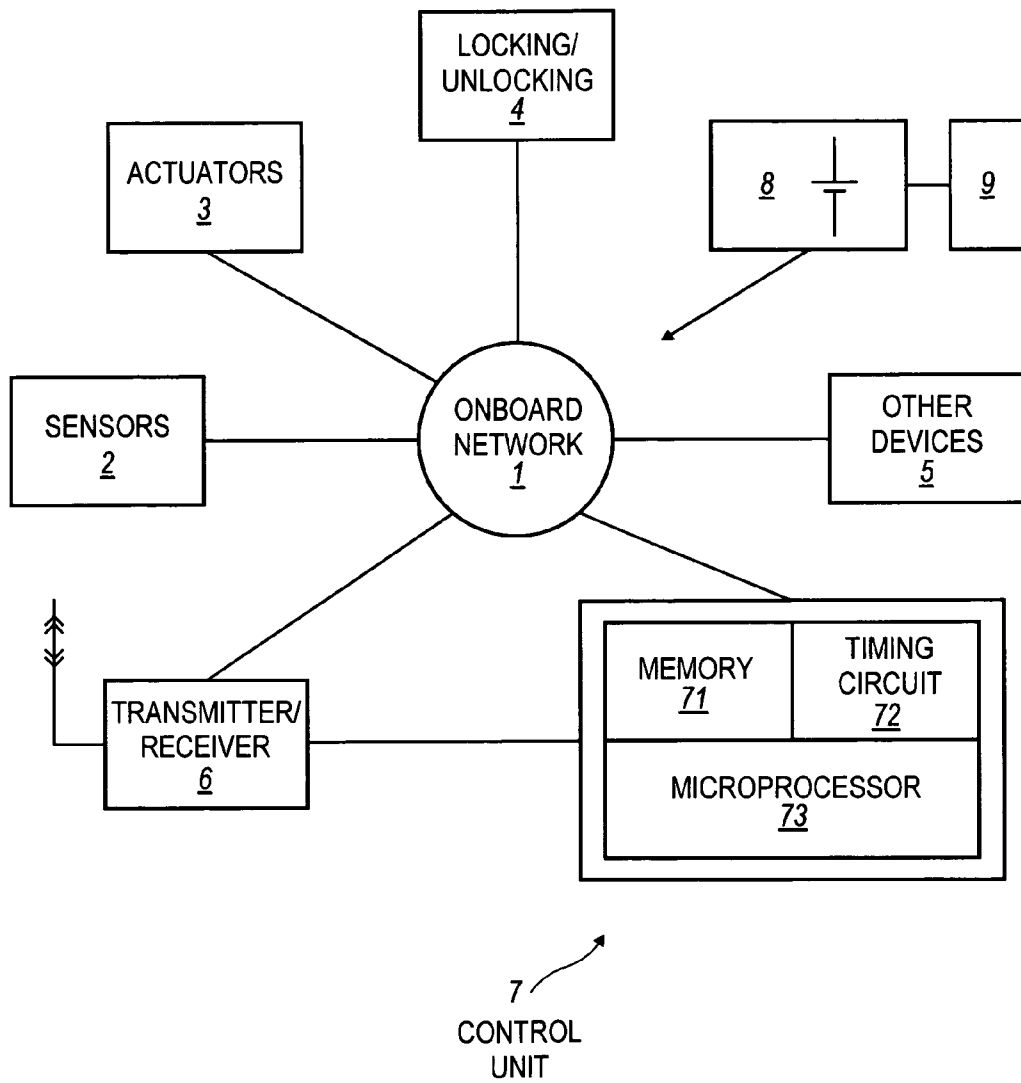 LOCKING/
UNLOCKING
4
ACTUATORS
3
8
9
SENSORS
2
ONBOARD
NETWORK
1
OTHER
DEVICES
5
TRANSMITTER/
RECEIVER
6
MEMORY
71
TIMING
CIRCUIT
72
MICROPROCESSOR
73
7
CONTROL
UNIT